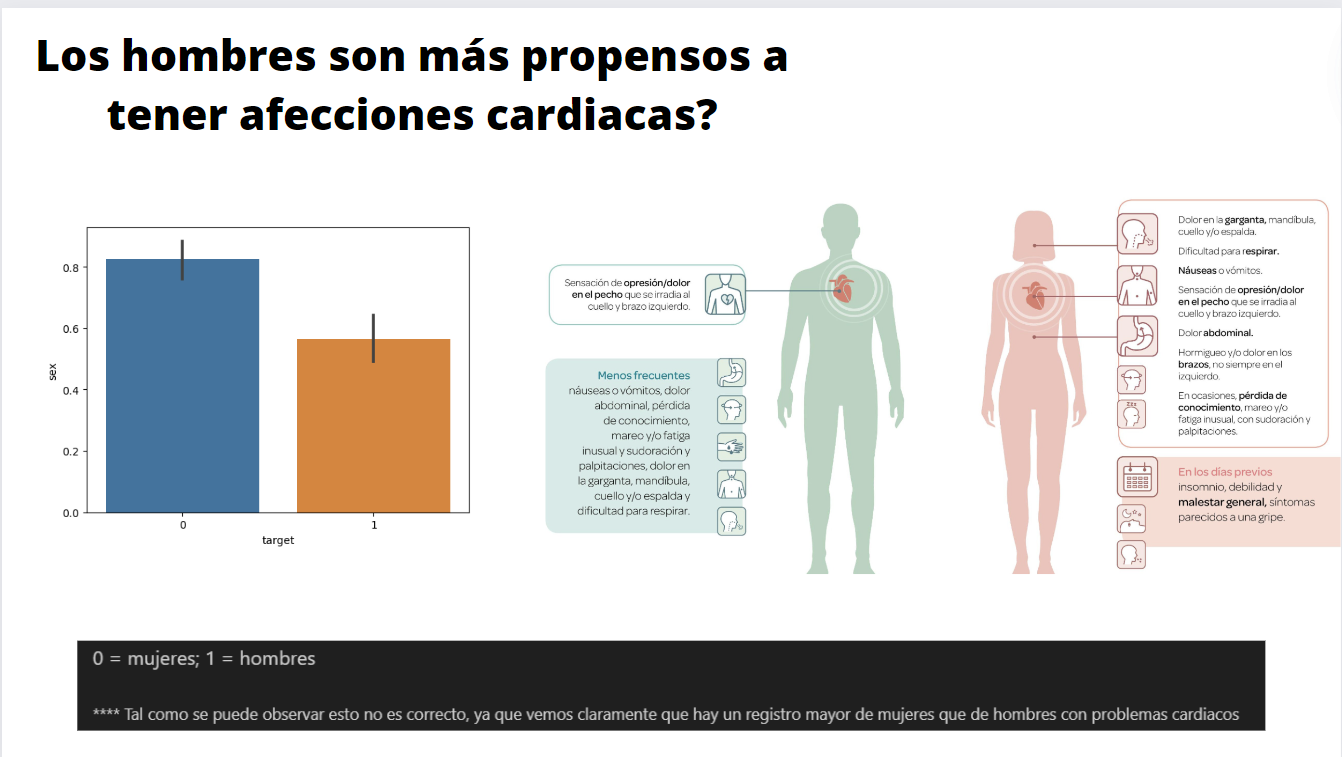 Los hombres son más propensos a
tener afecciones cardiacas?
sex
0.8
0.6
0.4
0.2
0.0
0
1
target
Sensación de opresión/dolor
en el pecho que se irradia al
cuello y brazo izquierdo.
Menos frecuentes
náuseas o vómitos, dolor
abdominal, pérdida
de conocimiento,
mareo y/o fatiga
inusual y sudoración y
palpitaciones, dolor en
la garganta, mandíbula,
cuello y/o espalda y
dificultad para respirar.
Dolor en la garganta, mandíbula,
cuello y/o espalda.
Dificultad para respirar.
Náuseas o vómitos.
Sensación de opresión/dolor
en el pecho que se irradia al
cuello y brazo izquierdo.
Dolor abdominal.
Hormigueo y/o dolor en los
brazos, no siempre en el
izquierdo.
En ocasiones, pérdida de
conocimiento, mareo y/o
fatiga inusual, con sudoración y
palpitaciones.
zzz
En los días previos
insomnio, debilidad y
malestar general, síntomas
parecidos a una gripe.
0 = mujeres; 1 = hombres
**** Tal como se puede observar esto no es correcto, ya que vemos claramente que hay un registro mayor de mujeres que de hombres con problemas cardiacos